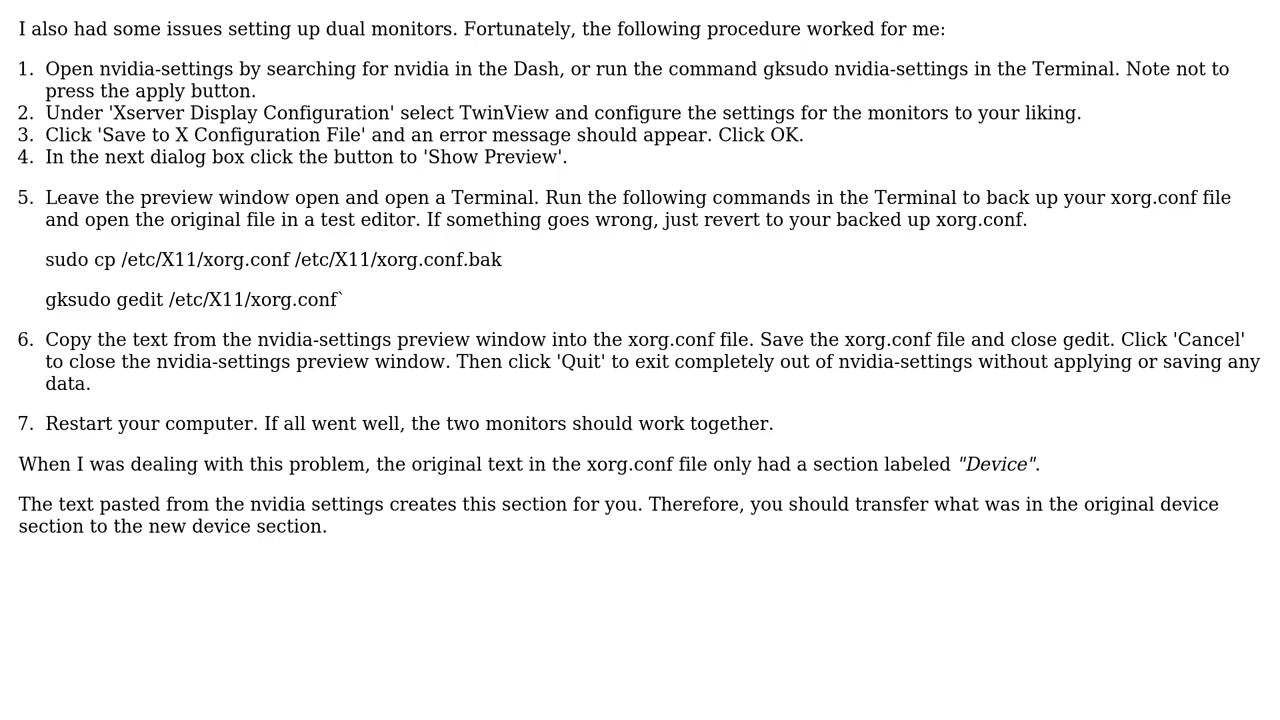 I also had some issues setting up dual monitors. Fortunately, the following procedure worked for me:
1. Open nvidia-settings by searching for nvidia in the Dash, or run the command gksudo nvidia-settings in the Terminal. Note not to
press the apply button.
2. Under 'Xserver Display Configuration' select TwinView and configure the settings for the monitors to your liking.
3. Click 'Save to X Configuration File' and an error message should appear. Click OK.
4. In the next dialog box click the button to 'Show Preview'.
5. Leave the preview window open and open a Terminal. Run the following commands in the Terminal to back up your xorg.conf file
and open the original file in a test editor. If something goes wrong, just revert to your backed up xorg.conf.
sudo cp /etc/X11/xorg.conf /etc/X11/xorg.conf.bak
gksudo gedit /etc/X11/xorg.conf`
6. Copy the text from the nvidia-settings preview window into the xorg.conf file. Save the xorg.conf file and close gedit. Click 'Cancel'
to close the nvidia-settings preview window. Then click 'Quit' to exit completely out of nvidia-settings without applying or saving any
data.
7. Restart your computer. If all went well, the two monitors should work together.
When I was dealing with this problem, the original text in the xorg.conf file only had a section labeled "Device".
The text pasted from the nvidia settings creates this section for you. Therefore, you should transfer what was in the original device
section to the new device section.